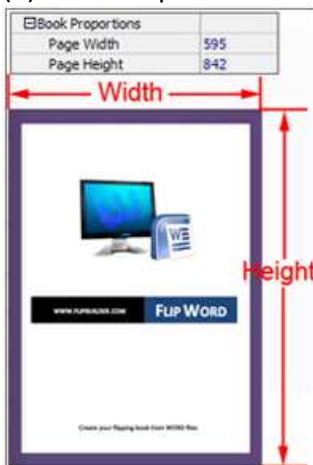 Book Proportions
Page Width 595
Page Height 842
Width
Height
W
WWW.FLIPBUILDER.COM FLIP WORD
Create your flipping book from WORD files